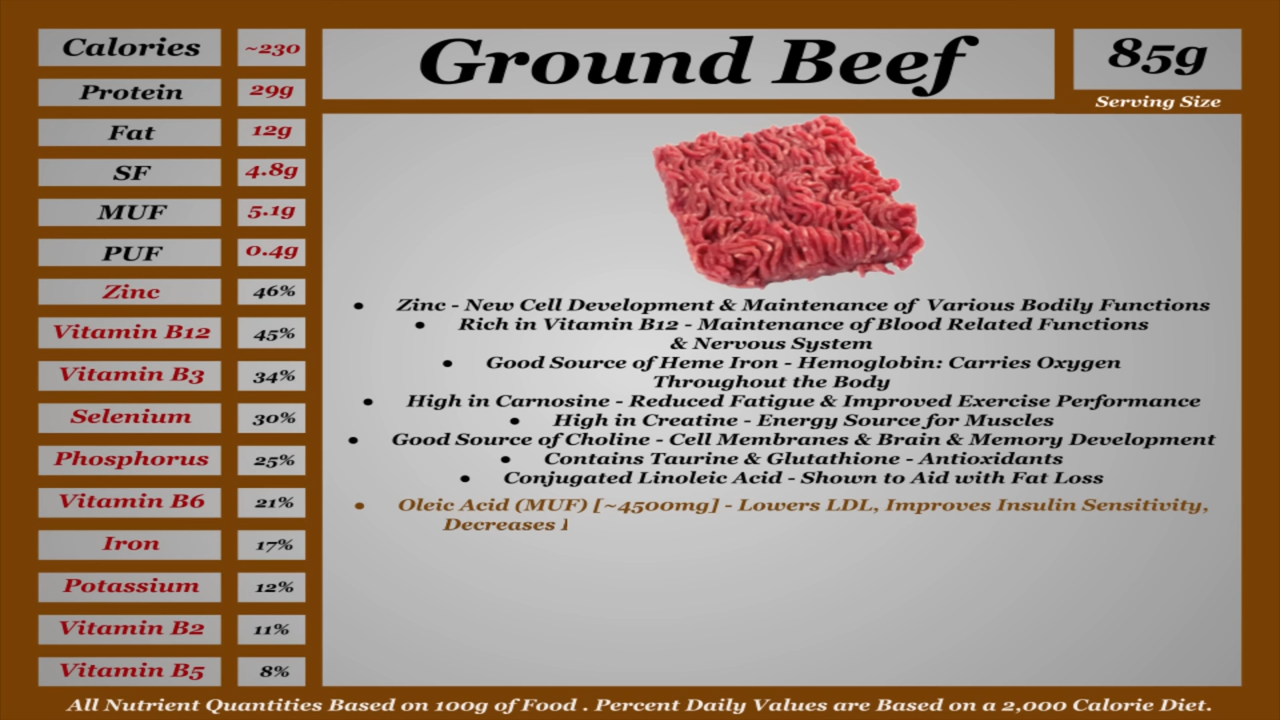 Ground Beef
85g
Serving Size
Calories ~230
Protein 29g
Fat 12g
SF 4.8g
MUF 5.1g
PUF 0.4g
Zinc 46%
Vitamin B12 45%
Vitamin B3 34%
Selenium 30%
Phosphorus 25%
Vitamin B6 21%
Iron 17%
Potassium 12%
Vitamin B2 11%
Vitamin B5 8%
● Zinc - New Cell Development & Maintenance of Various Bodily Functions
● Rich in Vitamin B12 - Maintenance of Blood Related Functions
& Nervous System
● Good Source of Heme Iron - Hemoglobin: Carries Oxygen
Throughout the Body
● High in Carnosine - Reduced Fatigue & Improved Exercise Performance
● High in Creatine - Energy Source for Muscles
● Good Source of Choline - Cell Membranes & Brain & Memory Development
● Contains Taurine & Glutathione - Antioxidants
● Conjugated Linoleic Acid - Shown to Aid with Fat Loss
● Oleic Acid (MUF) [~4500mg] - Lowers LDL, Improves Insulin Sensitivity,
Decreases
All Nutrient Quantities Based on 100g of Food . Percent Daily Values are Based on a 2,000 Calorie Diet.